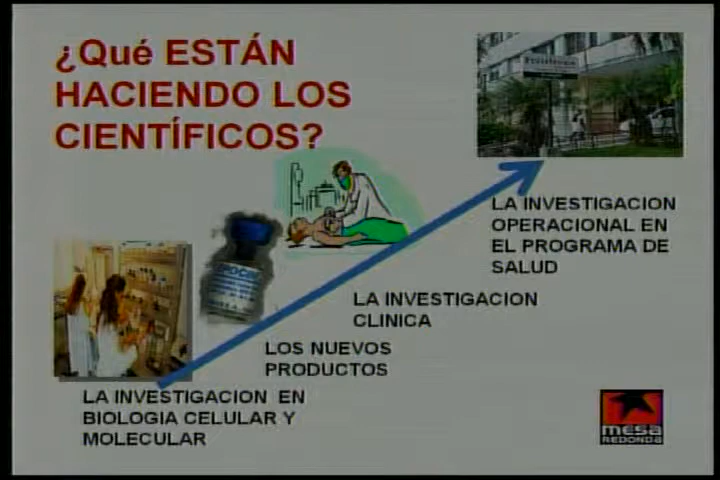 ¿Qué ESTÁN
HACIENDO LOS
CIENTÍFICOS?
LA INVESTIGACION
OPERACIONAL EN
EL PROGRAMA DE
SALUD
LA INVESTIGACION
CLINICA
LOS NUEVOS
PRODUCTOS
LA INVESTIGACION EN
BIOLOGIA CELULAR Y
MOLECULAR
mesa
REDONDA